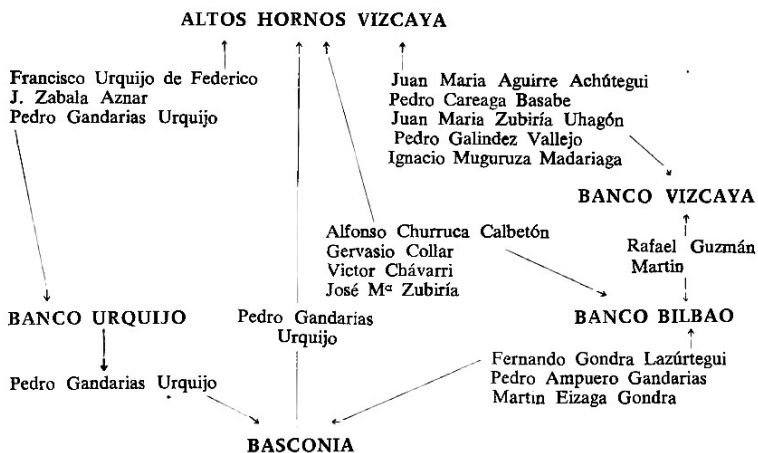 ALTOS HORNOS VIZCAYA
Francisco Urquijo de Federico
J. Zabala Aznar
Pedro Gandarias Urquijo
Juan Maria Aguirre Achútegui
Pedro Careaga Basabe
Juan Maria Zubiría Uhagón
Pedro Galindez Vallejo
Ignacio Muguruza Madariaga
BANCO VIZCAYA
Alfonso Churruca Calbetón
Gervasio Collar
Victor Chávarri
José Mª Zubiría
Rafael Guzmán
Martin
BANCO URQUIJO
Pedro Gandarias
Urquijo
BANCO BILBAO
Pedro Gandarias Urquijo
Fernando Gondra Lazúrtegui
Pedro Ampuero Gandarias
Martin Eizaga Gondra
BASCONIA